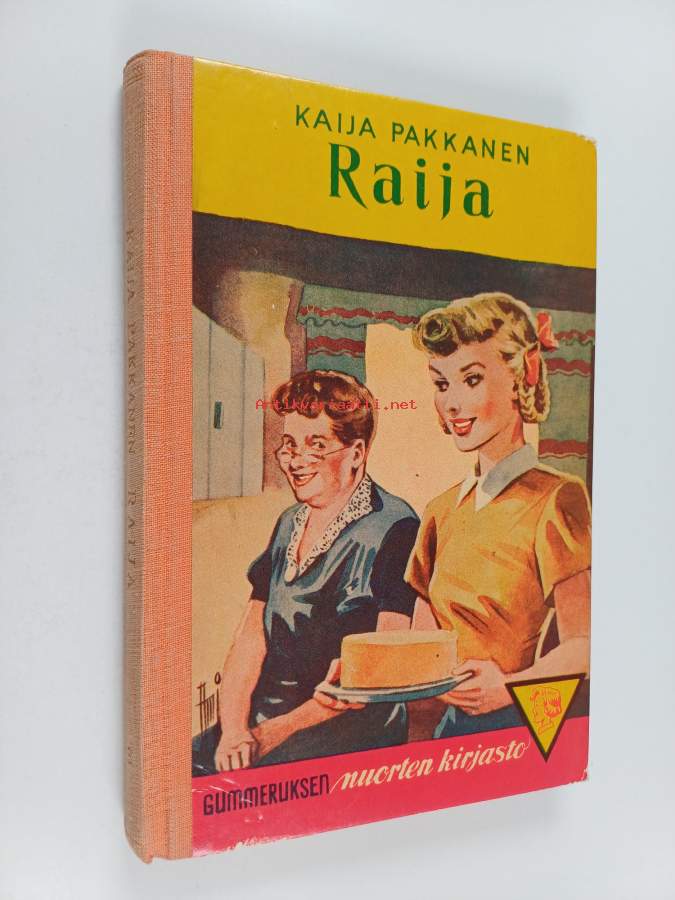 KAIJA PAKKANEN
Raija
Antikvariaatti.net
GUMMERUKSEN nuorten kirjasto
KAIJA PAKKANEN RAIJA